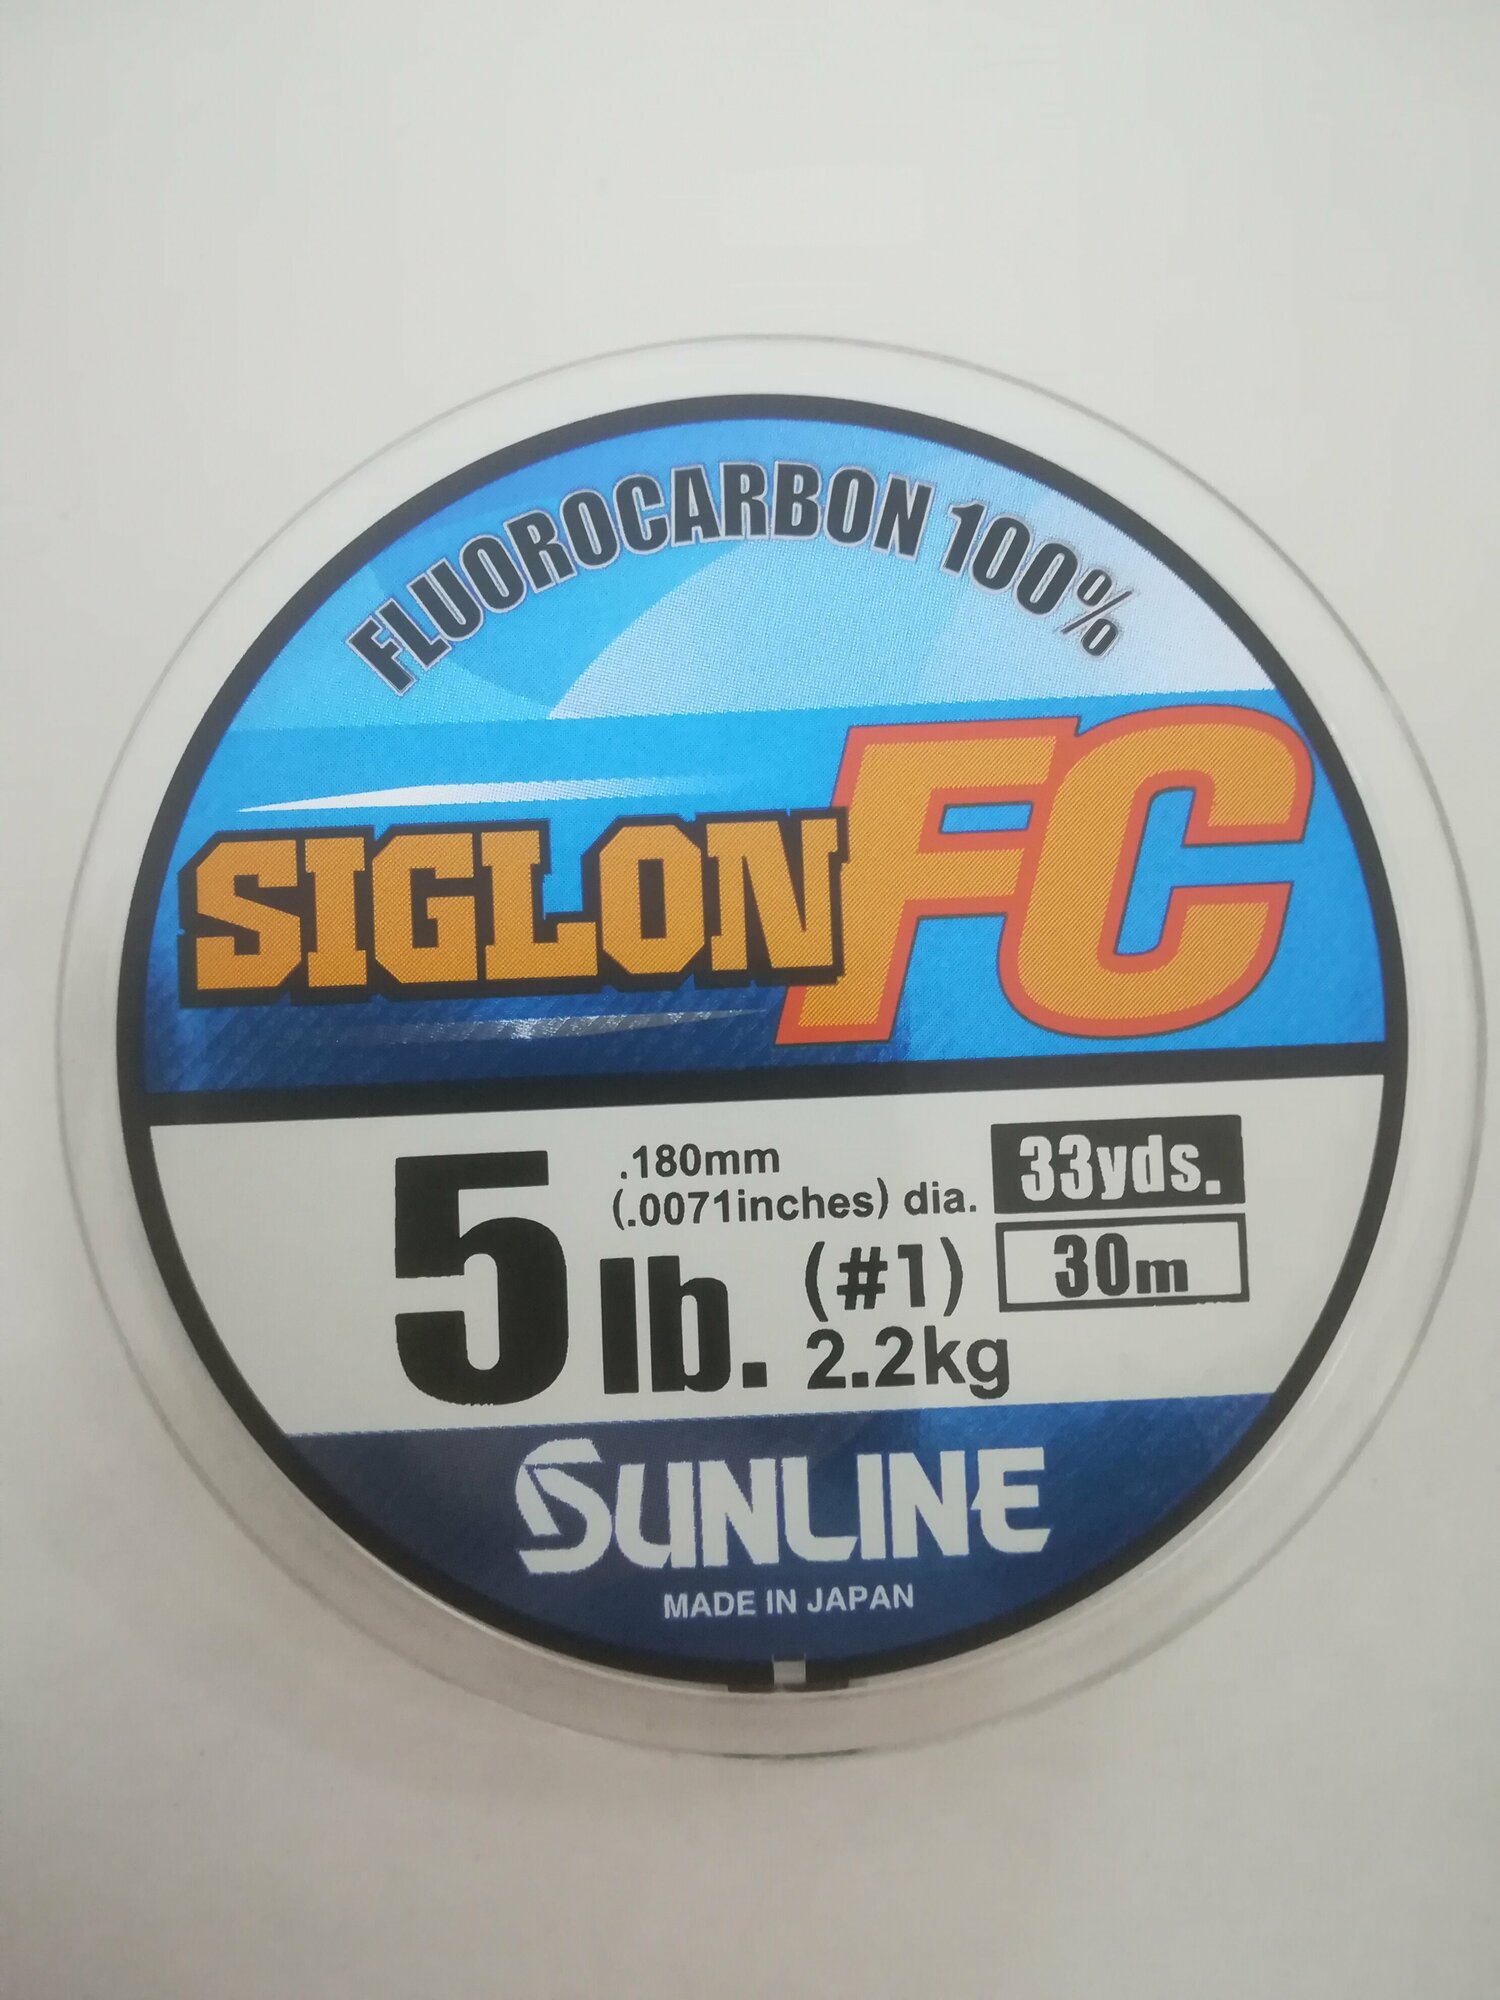 FLUOROCARBON 100%
SIGLON FC
5 lb.
.180mm
(.0071inches) dia.
(#1)
2.2kg
33yds.
30m
SUNLINE
MADE IN JAPAN